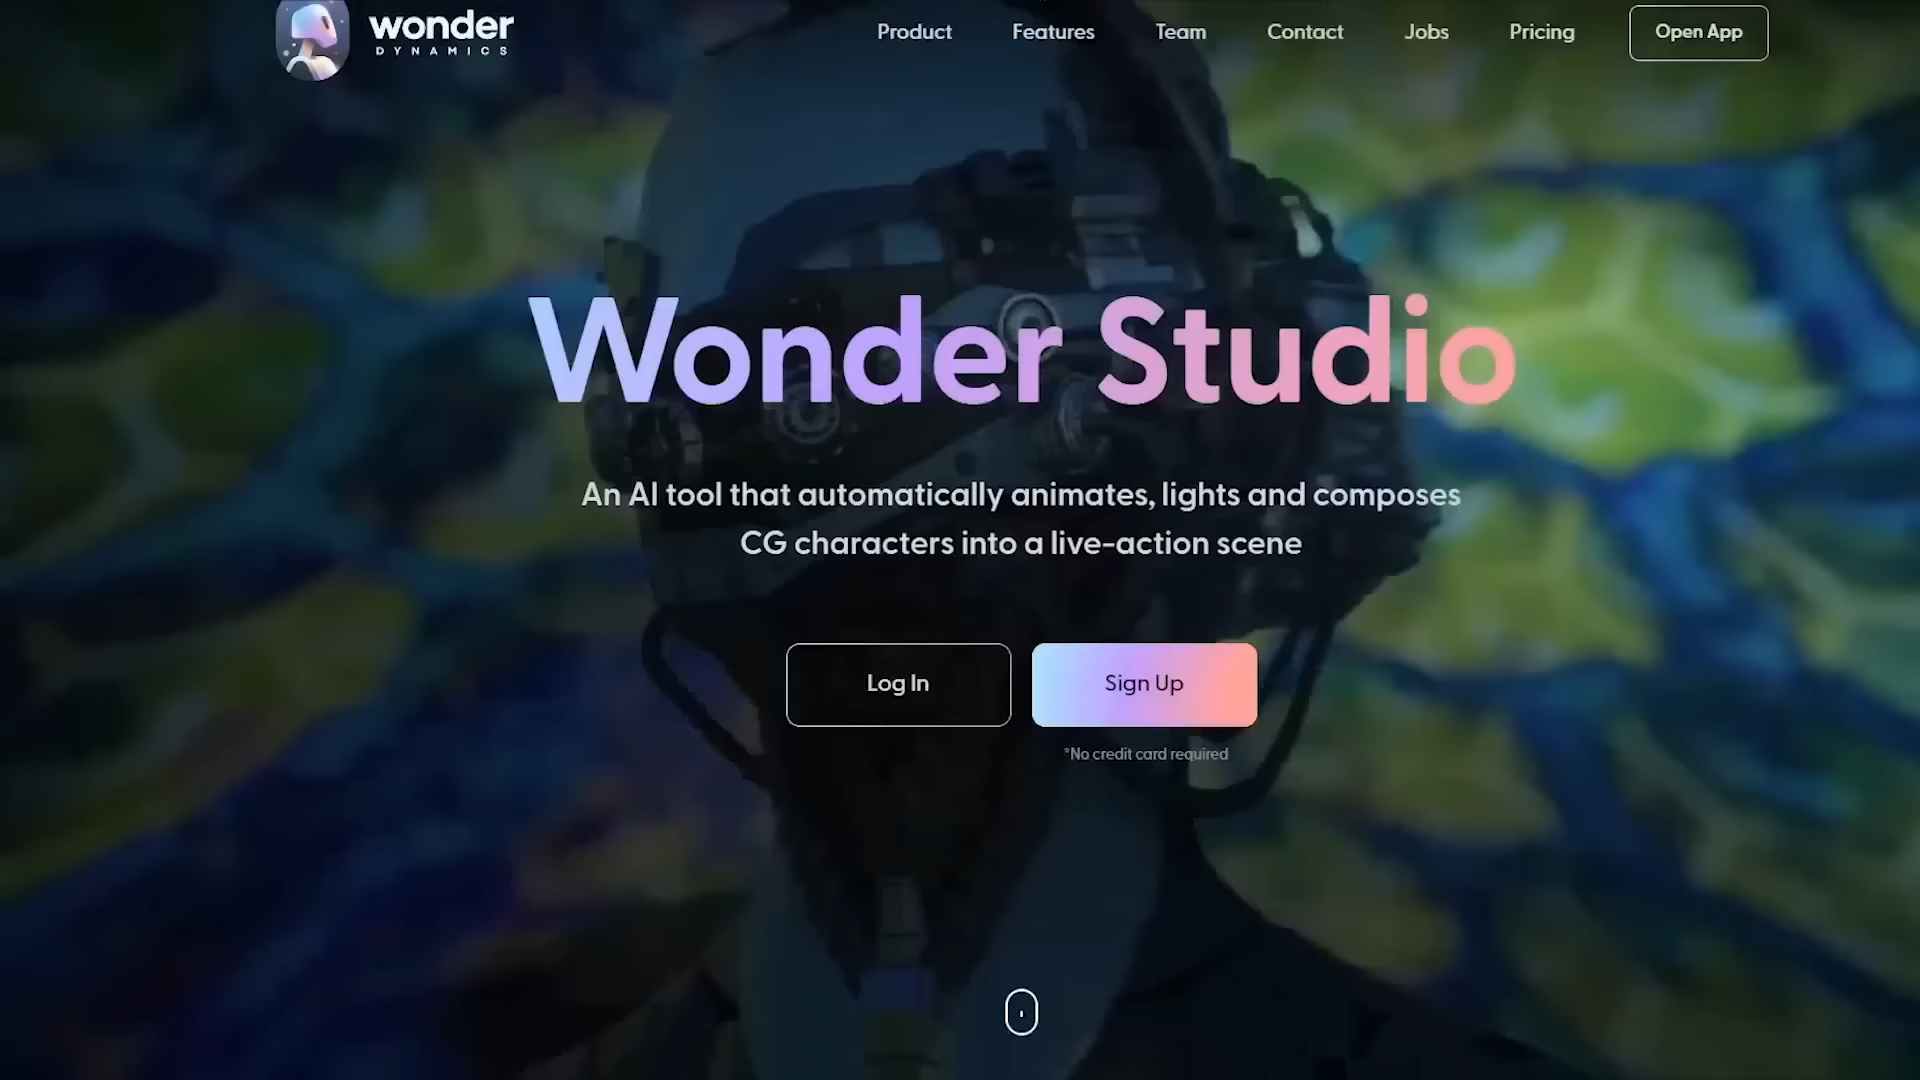 wonder
DYNAMICS
Product
Features
Team
Contact
Jobs
Pricing
Open App
Wonder Studio
An AI tool that automatically animates, lights and composes
CG characters into a live-action scene
Log In
Sign Up
*No credit card required